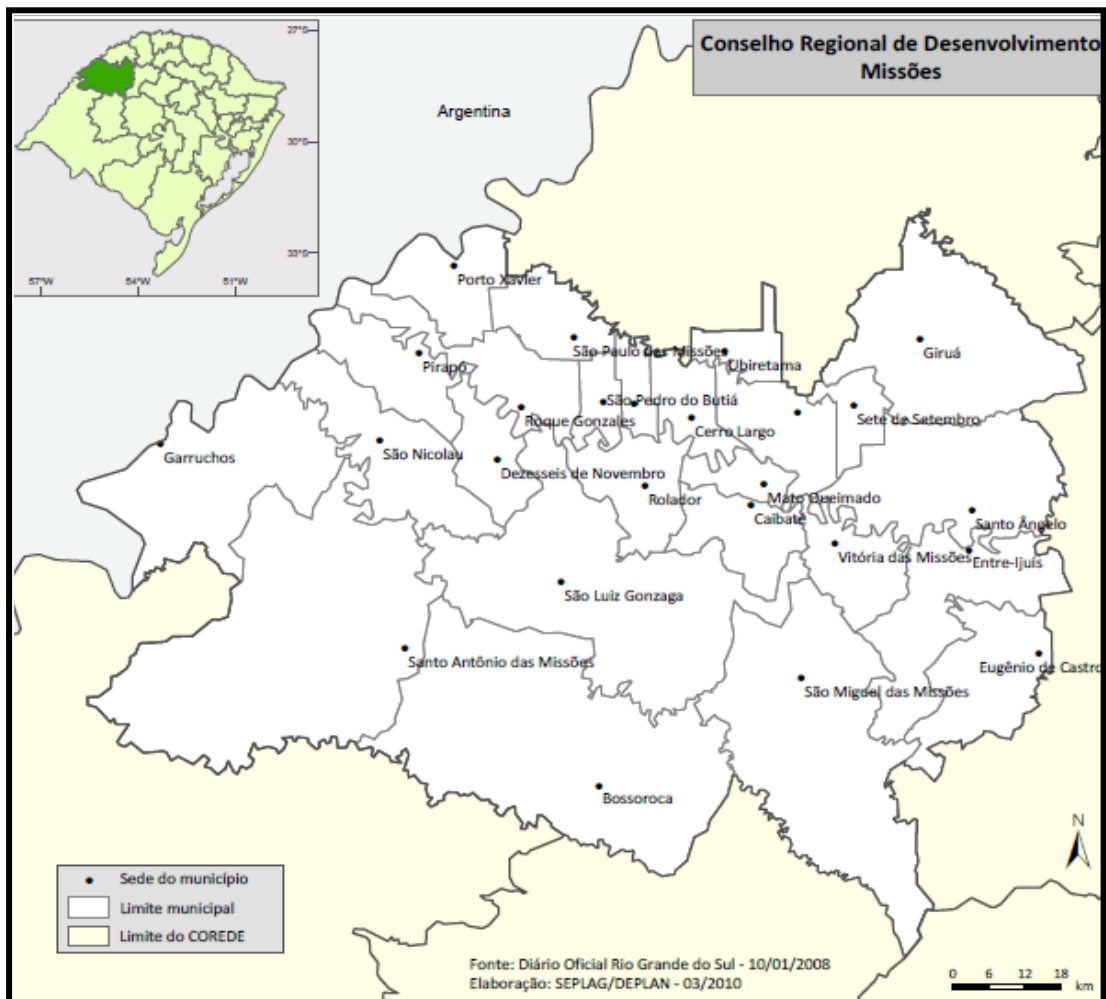 Conselho Regional de Desenvolvimento
Missões
27°S
30°S
33°S
57°W
54°W
51°W
Argentina
Porto Xavier
São Paulo das Missões
Ubiretama
Giruá
Pirapó
São Pedro do Butiá
Roque Gonzales
Cerro Largo
Sete de Setembro
Garruchos
São Nicolau
Dezesseis de Novembro
Rolador
Mato Queimado
Caibaté
Santo Ângelo
Vitória das Missões
Entre-Ijuís
São Luiz Gonzaga
Santo Antônio das Missões
Eugênio de Castro
São Miguel das Missões
Bossoroca
N
Sede do município
Limite municipal
Limite do COREDE
Fonte: Diário Oficial Rio Grande do Sul - 10/01/2008
Elaboração: SEPLAG/DEPLAN - 03/2010
0 6 12 18
km